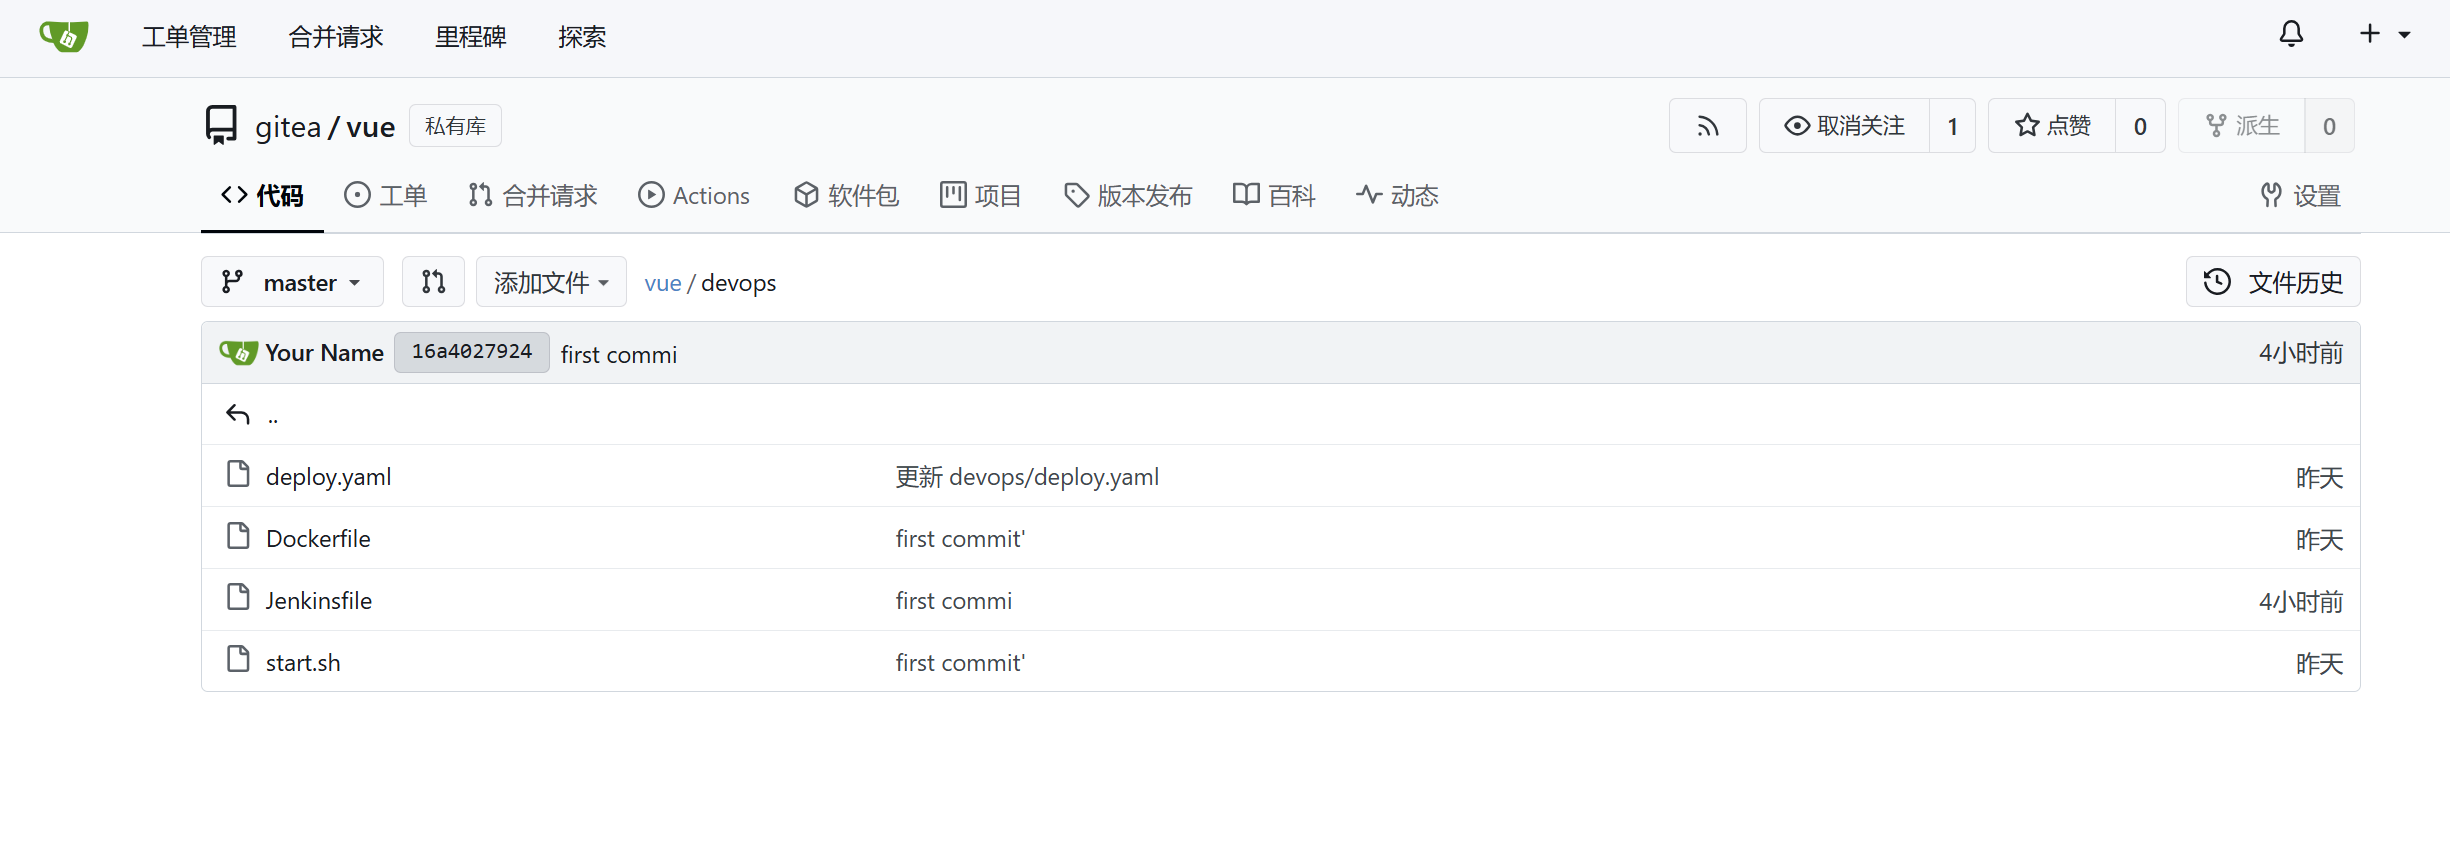 工单管理 合并请求 里程碑 探索
gitea / vue 私有库 取消关注 1 点赞 0 派生 0
代码 工单 合并请求 Actions 软件包 项目 版本发布 百科 动态 设置
master 添加文件 vue / devops 文件历史
Your Name 16a4027924 first commi 4小时前
..
deploy.yaml 更新 devops/deploy.yaml 昨天
Dockerfile first commit' 昨天
Jenkinsfile first commi 4小时前
start.sh first commit' 昨天